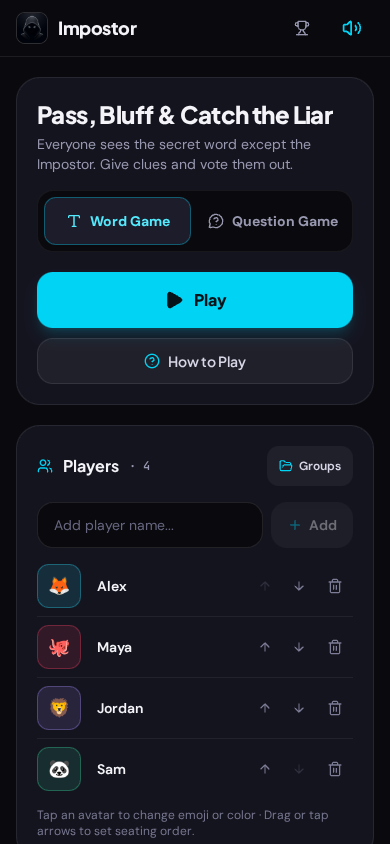 Impostor
Pass, Bluff & Catch the Liar
Everyone sees the secret word except the
Impostor. Give clues and vote them out.
Word Game
Question Game
Play
How to Play
Players · 4
Groups
Add player name...
Add
Alex
Maya
Jordan
Sam
Tap an avatar to change emoji or color · Drag or tap
arrows to set seating order.